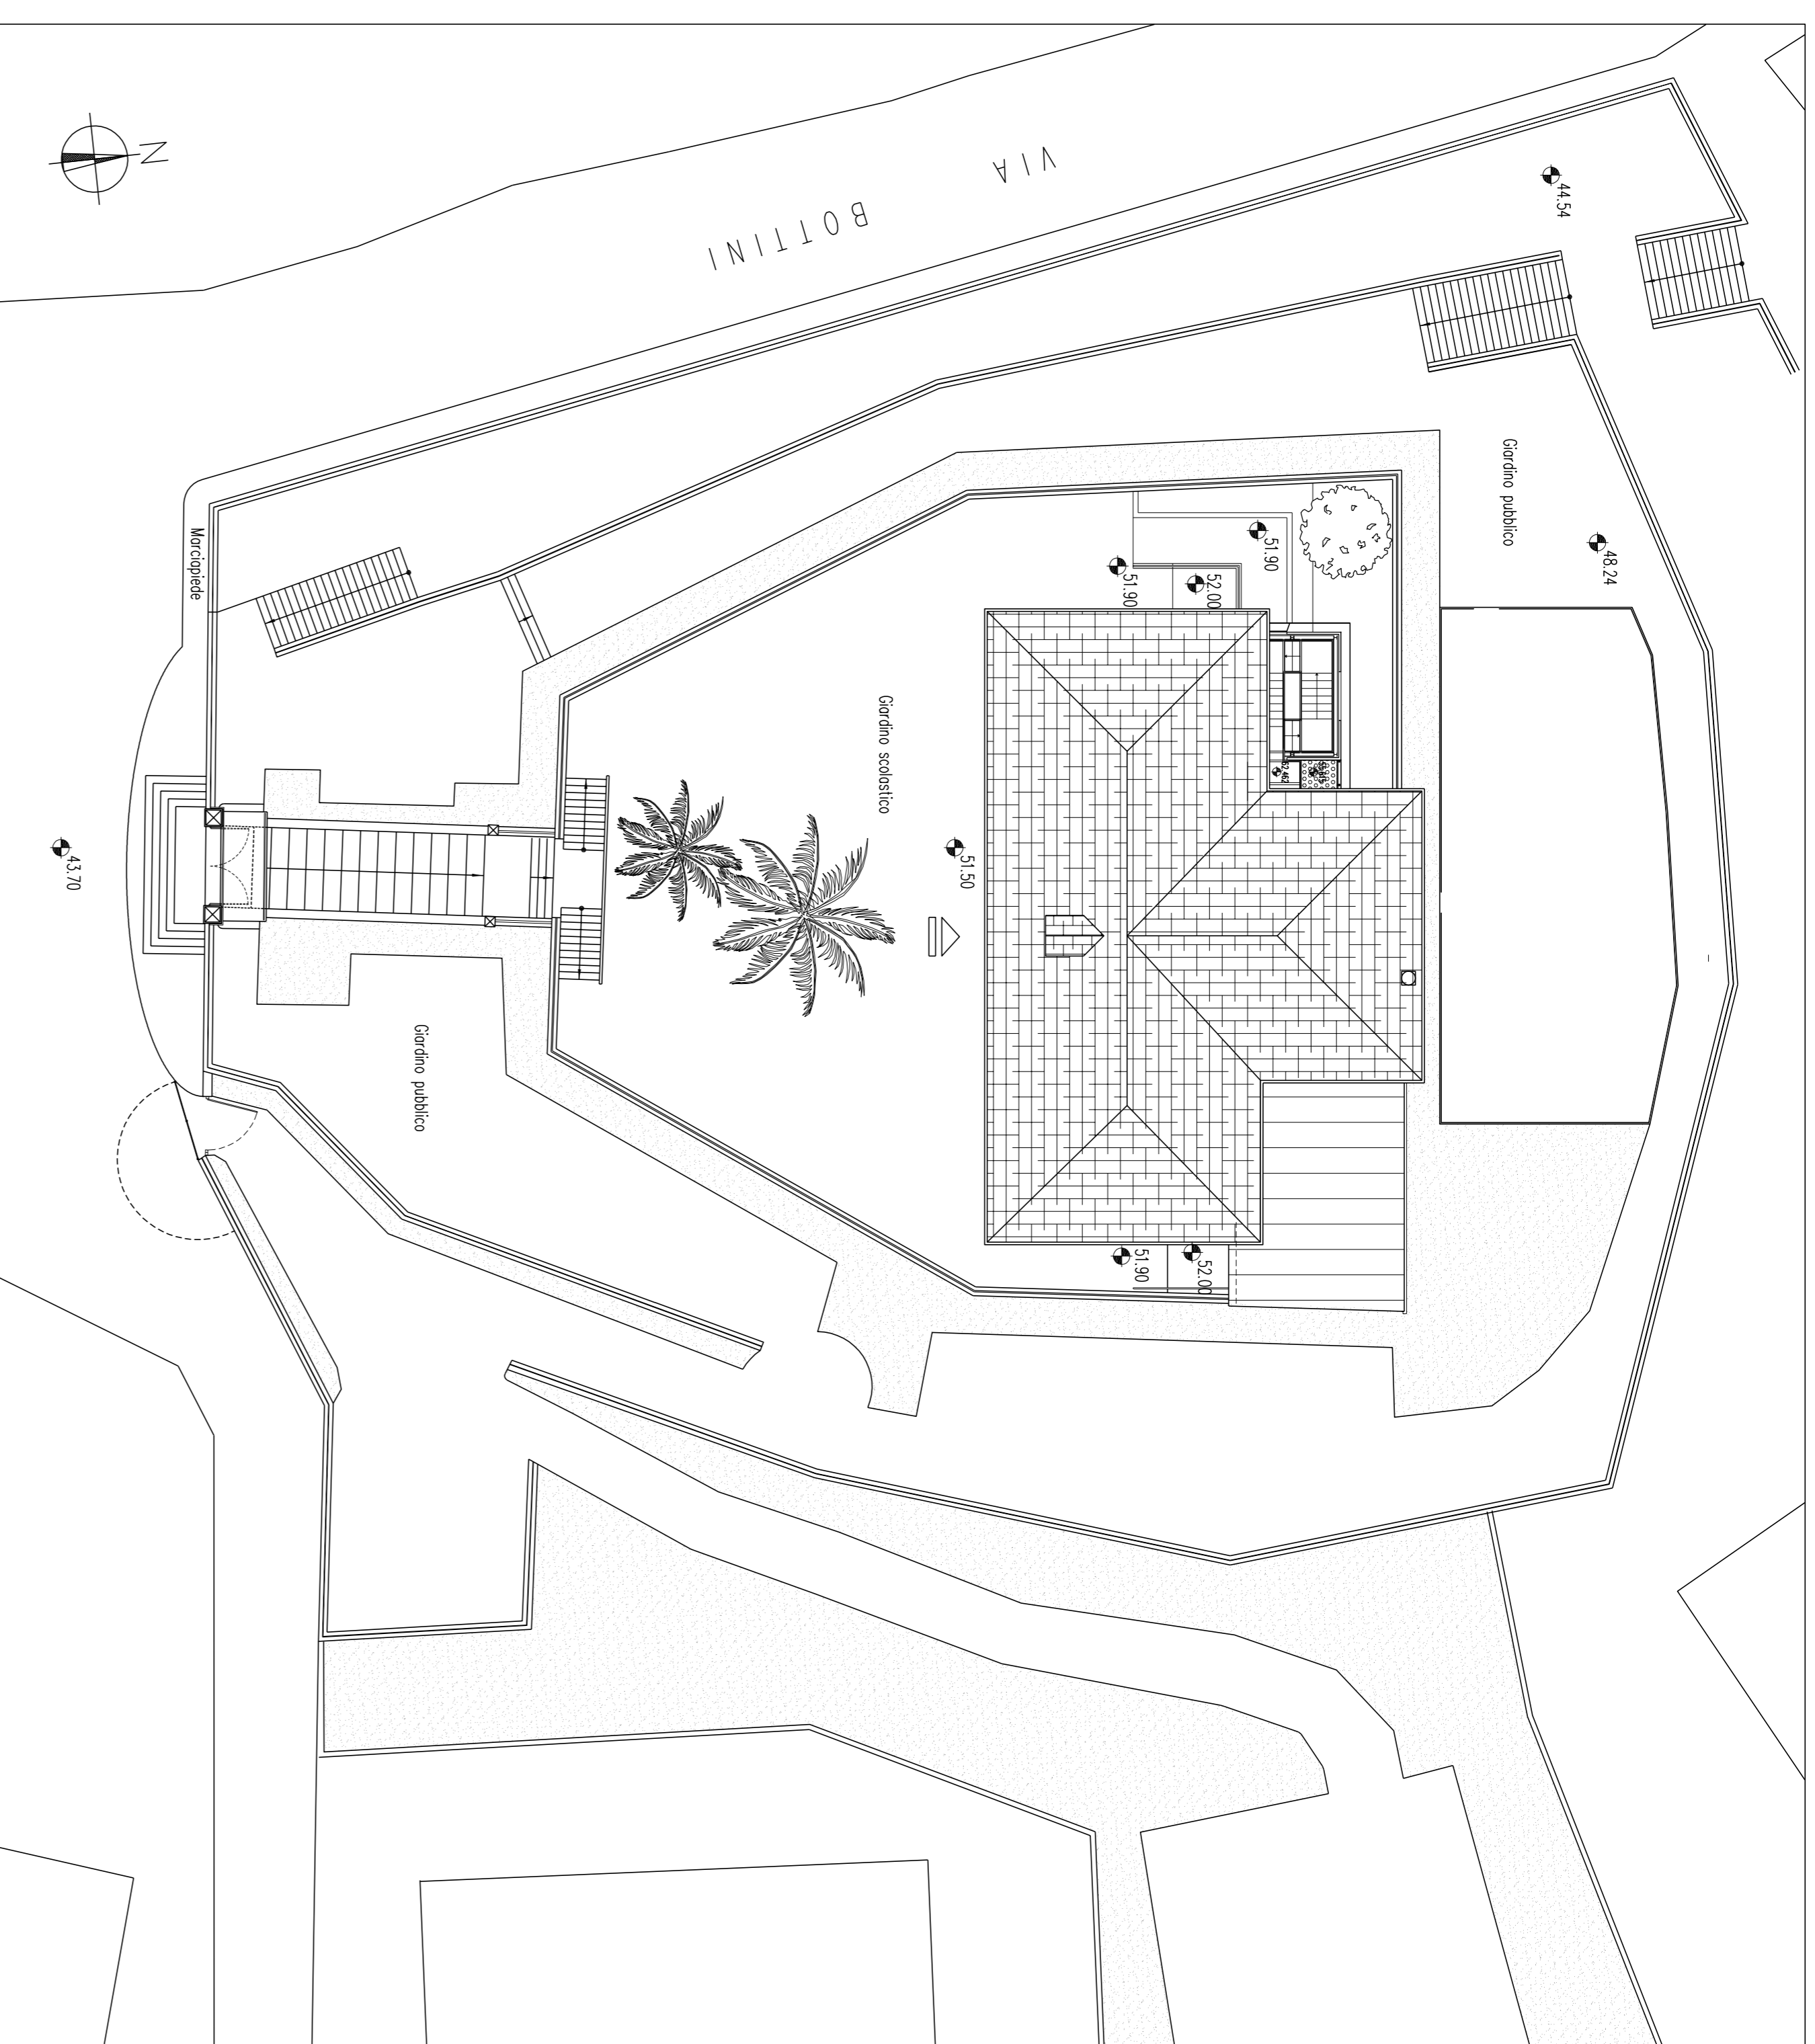 N
VIA
BOTTINI
44.54
Giardino pubblico
48.24
51.90
51.90
52.00
Marciapiede
Giardino scolastico
51.50
43.70
Giardino pubblico
51.90
52.00